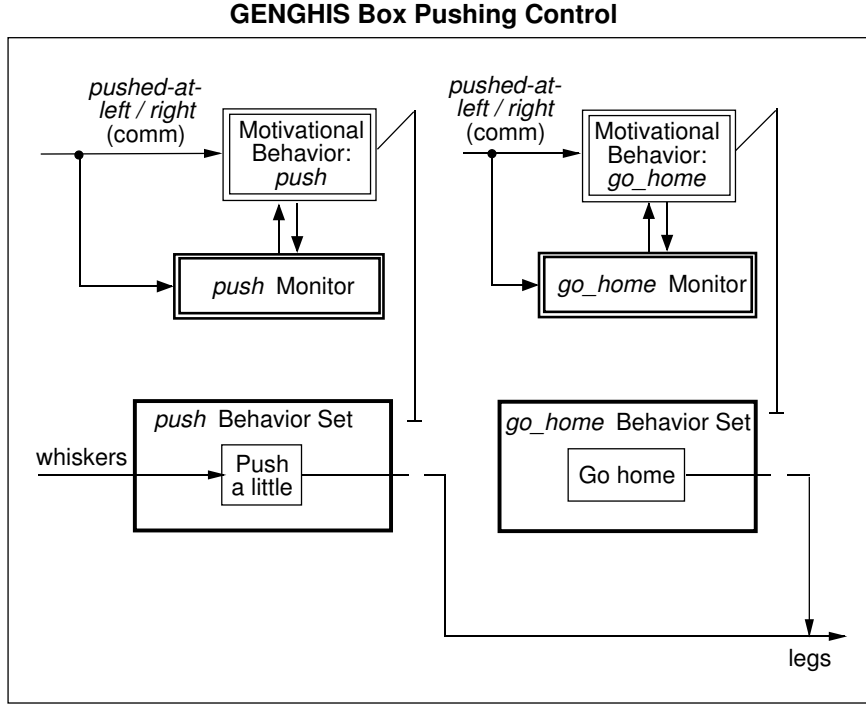 GENGHIS Box Pushing Control
pushed-at-
left / right
(comm)
Motivational
Behavior:
push
push Monitor
pushed-at-
left / right
(comm)
Motivational
Behavior:
go_home
go_home Monitor
push Behavior Set
whiskers
Push
a little
go_home Behavior Set
Go home
legs